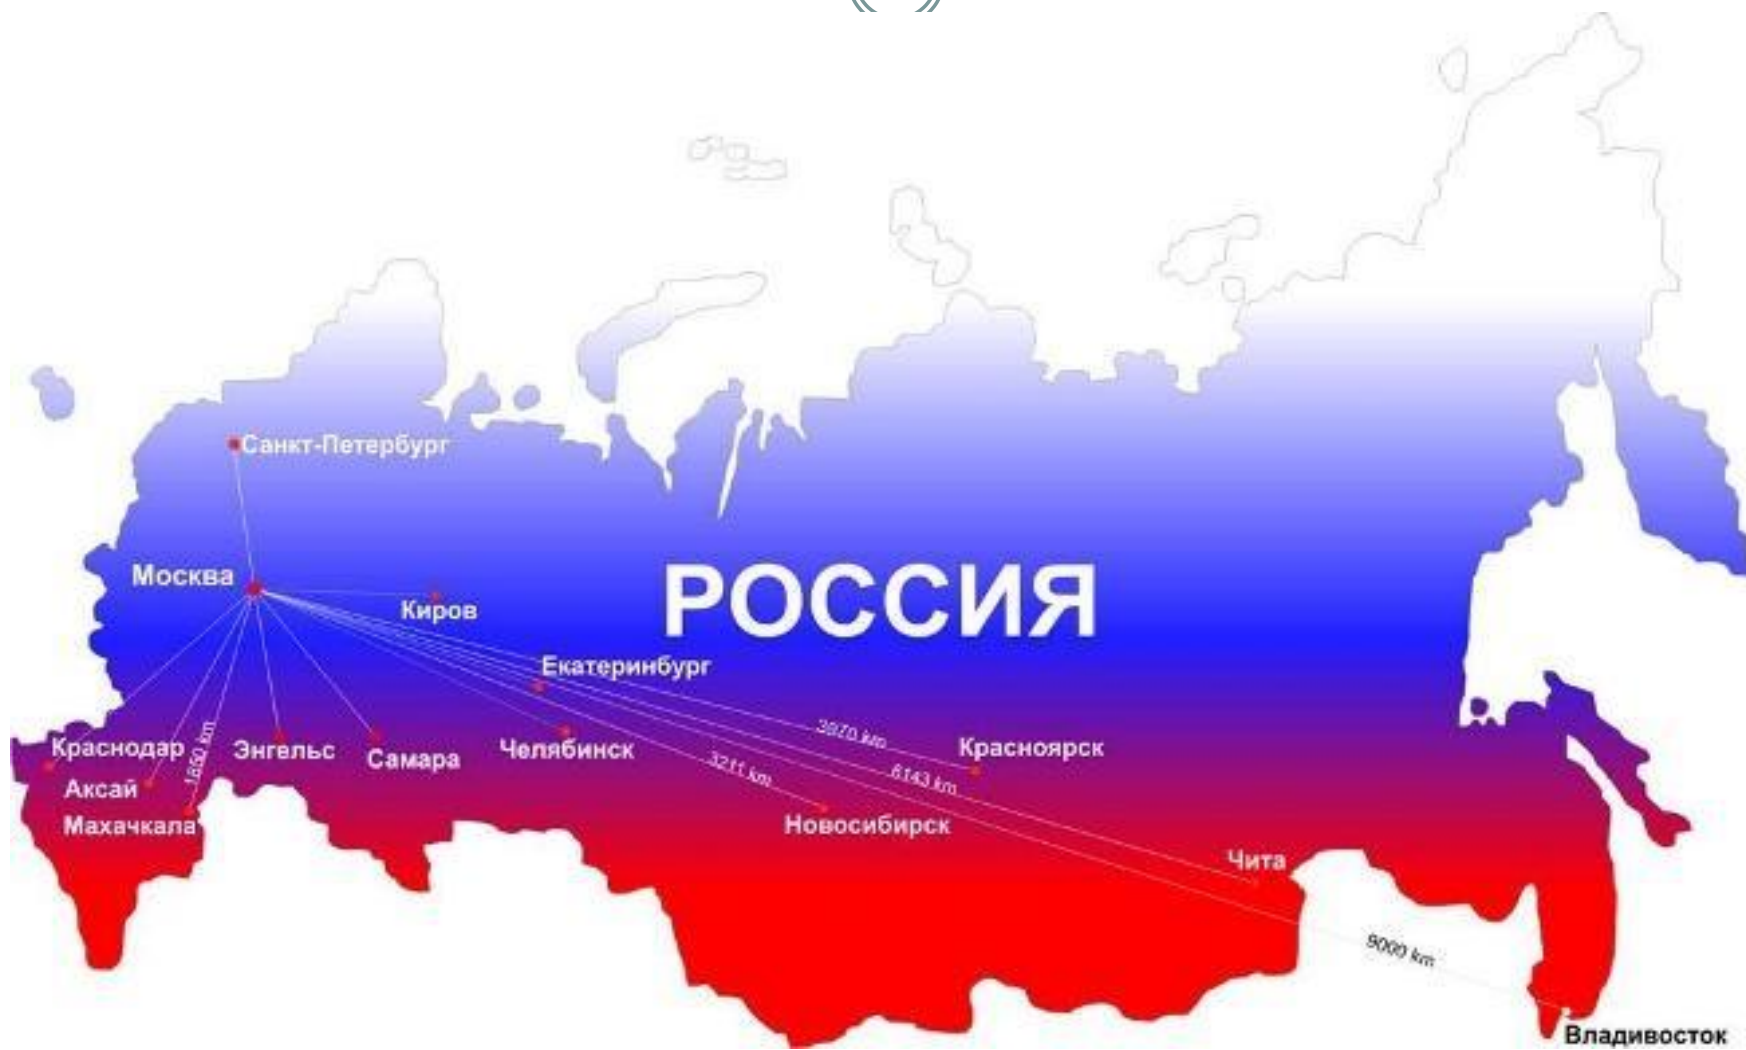 Санкт-Петербург
Москва
РОССИЯ
Киров
Екатеринбург
Краснодар
1850 km
Энгельс
Самара
Челябинск
3970 km
Красноярск
3211 km
6143 km
Аксай
Махачкала
Новосибирск
Чита
9000 km
Владивосток